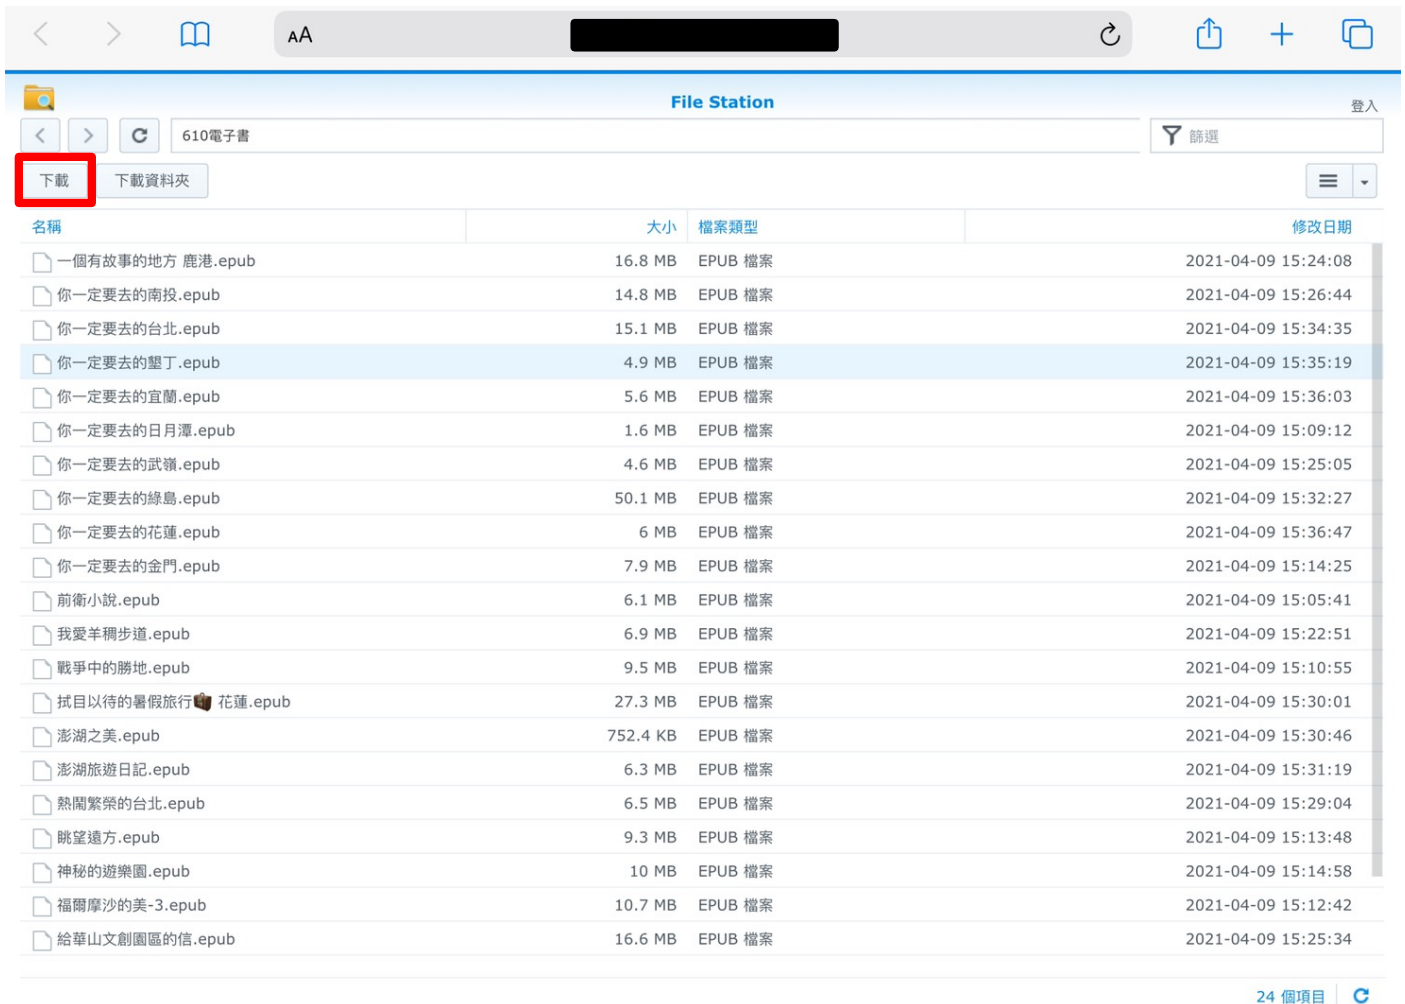 AA
File Station
登入
610電子書
篩選
下載 下載資料夾
名稱 大小 檔案類型 修改日期
一個有故事的地方 鹿港.epub 16.8 MB EPUB 檔案 2021-04-09 15:24:08
你一定要去的南投.epub 14.8 MB EPUB 檔案 2021-04-09 15:26:44
你一定要去的台北.epub 15.1 MB EPUB 檔案 2021-04-09 15:34:35
你一定要去的墾丁.epub 4.9 MB EPUB 檔案 2021-04-09 15:35:19
你一定要去的宜蘭.epub 5.6 MB EPUB 檔案 2021-04-09 15:36:03
你一定要去的日月潭.epub 1.6 MB EPUB 檔案 2021-04-09 15:09:12
你一定要去的武嶺.epub 4.6 MB EPUB 檔案 2021-04-09 15:25:05
你一定要去的綠島.epub 50.1 MB EPUB 檔案 2021-04-09 15:32:27
你一定要去的花蓮.epub 6 MB EPUB 檔案 2021-04-09 15:36:47
你一定要去的金門.epub 7.9 MB EPUB 檔案 2021-04-09 15:14:25
前衛小說.epub 6.1 MB EPUB 檔案 2021-04-09 15:05:41
我愛羊稠步道.epub 6.9 MB EPUB 檔案 2021-04-09 15:22:51
戰爭中的勝地.epub 9.5 MB EPUB 檔案 2021-04-09 15:10:55
拭目以待的暑假旅行🧳 花蓮.epub 27.3 MB EPUB 檔案 2021-04-09 15:30:01
澎湖之美.epub 752.4 KB EPUB 檔案 2021-04-09 15:30:46
澎湖旅遊日記.epub 6.3 MB EPUB 檔案 2021-04-09 15:31:19
熱鬧繁榮的台北.epub 6.5 MB EPUB 檔案 2021-04-09 15:29:04
眺望遠方.epub 9.3 MB EPUB 檔案 2021-04-09 15:13:48
神秘的遊樂園.epub 10 MB EPUB 檔案 2021-04-09 15:14:58
福爾摩沙的美-3.epub 10.7 MB EPUB 檔案 2021-04-09 15:12:42
給華山文創園區的信.epub 16.6 MB EPUB 檔案 2021-04-09 15:25:34
24 個項目